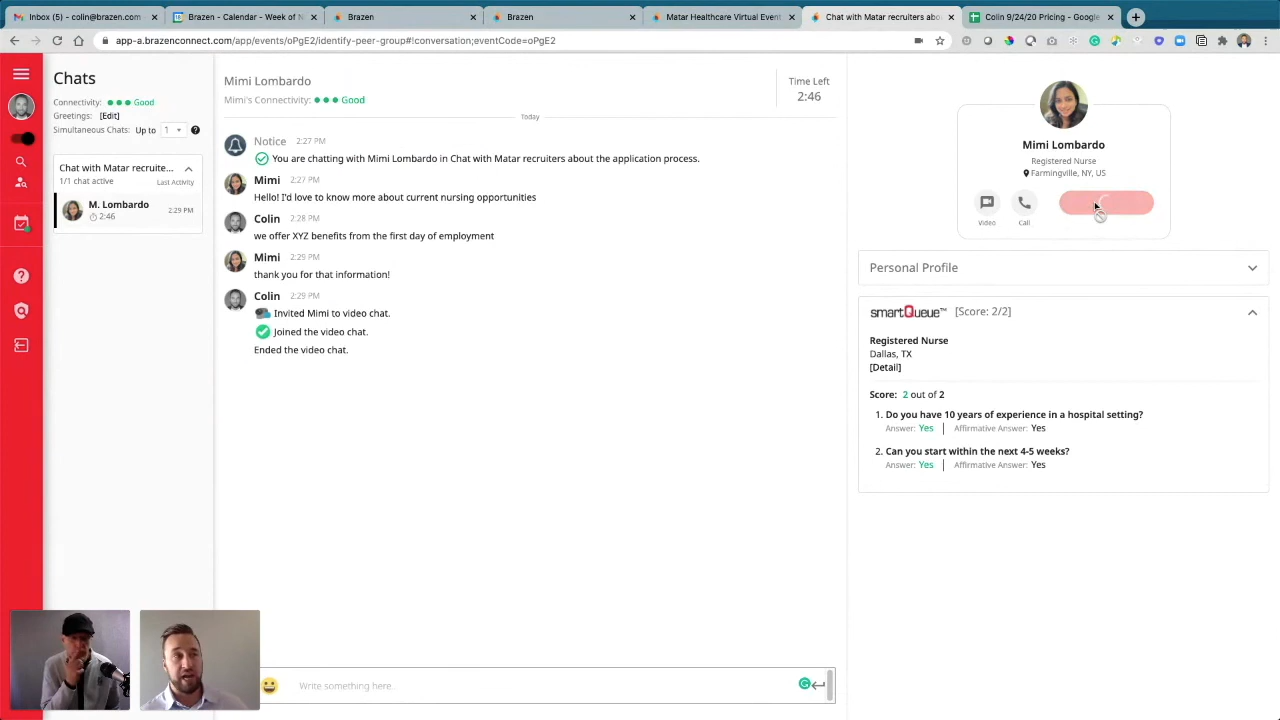 Inbox (5) - colin@brazen.com
Brazen - Calendar - Week of N
Brazen
Brazen
Matar Healthcare Virtual Event
Chat with Matar recruiters abo
Colin 9/24/20 Pricing - Google
app-a.brazenconnect.com/app/events/oPgE2/identify-peer-group#!conversation;eventCode=oPgE2
Chats
Connectivity: Good
Greetings: [Edit]
Simultaneous Chats: Up to 1
Chat with Matar recruite...
1/1 chat active
Last Activity
M. Lombardo
2:46
2:29 PM
Mimi Lombardo
Mimi's Connectivity: Good
Time Left
2:46
Today
Notice 2:27 PM
You are chatting with Mimi Lombardo in Chat with Matar recruiters about the application process.
Mimi 2:27 PM
Hello! I'd love to know more about current nursing opportunities
Colin 2:28 PM
we offer XYZ benefits from the first day of employment
Mimi 2:29 PM
thank you for that information!
Colin 2:29 PM
Invited Mimi to video chat.
Joined the video chat.
Ended the video chat.
Write something here..
Mimi Lombardo
Registered Nurse
Farmingville, NY, US
Video
Call
Personal Profile
smartQueue™ [Score: 2/2]
Registered Nurse
Dallas, TX
[Detail]
Score: 2 out of 2
1. Do you have 10 years of experience in a hospital setting?
Answer: Yes | Affirmative Answer: Yes
2. Can you start within the next 4-5 weeks?
Answer: Yes | Affirmative Answer: Yes